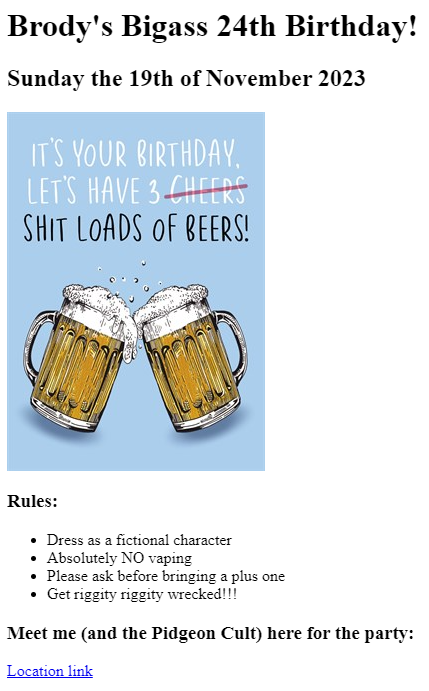 Brody's Bigass 24th Birthday!
Sunday the 19th of November 2023
IT'S YOUR BIRTHDAY,
LET'S HAVE 3 CHEERS
SHIT LOADS OF BEERS!
Rules:
Dress as a fictional character
Absolutely NO vaping
Please ask before bringing a plus one
Get riggity riggity wrecked!!!
Meet me (and the Pidgeon Cult) here for the party:
Location link